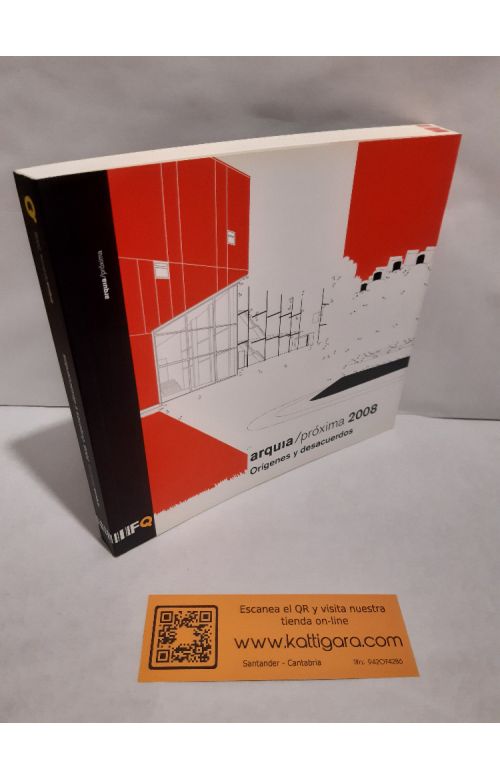 arquia/próxima
arquia/próxima 2008
Orígenes y desacuerdos
FQ
Escanea el QR y visita nuestra
tienda on-line
www.kattigara.com
Santander - Cantabria